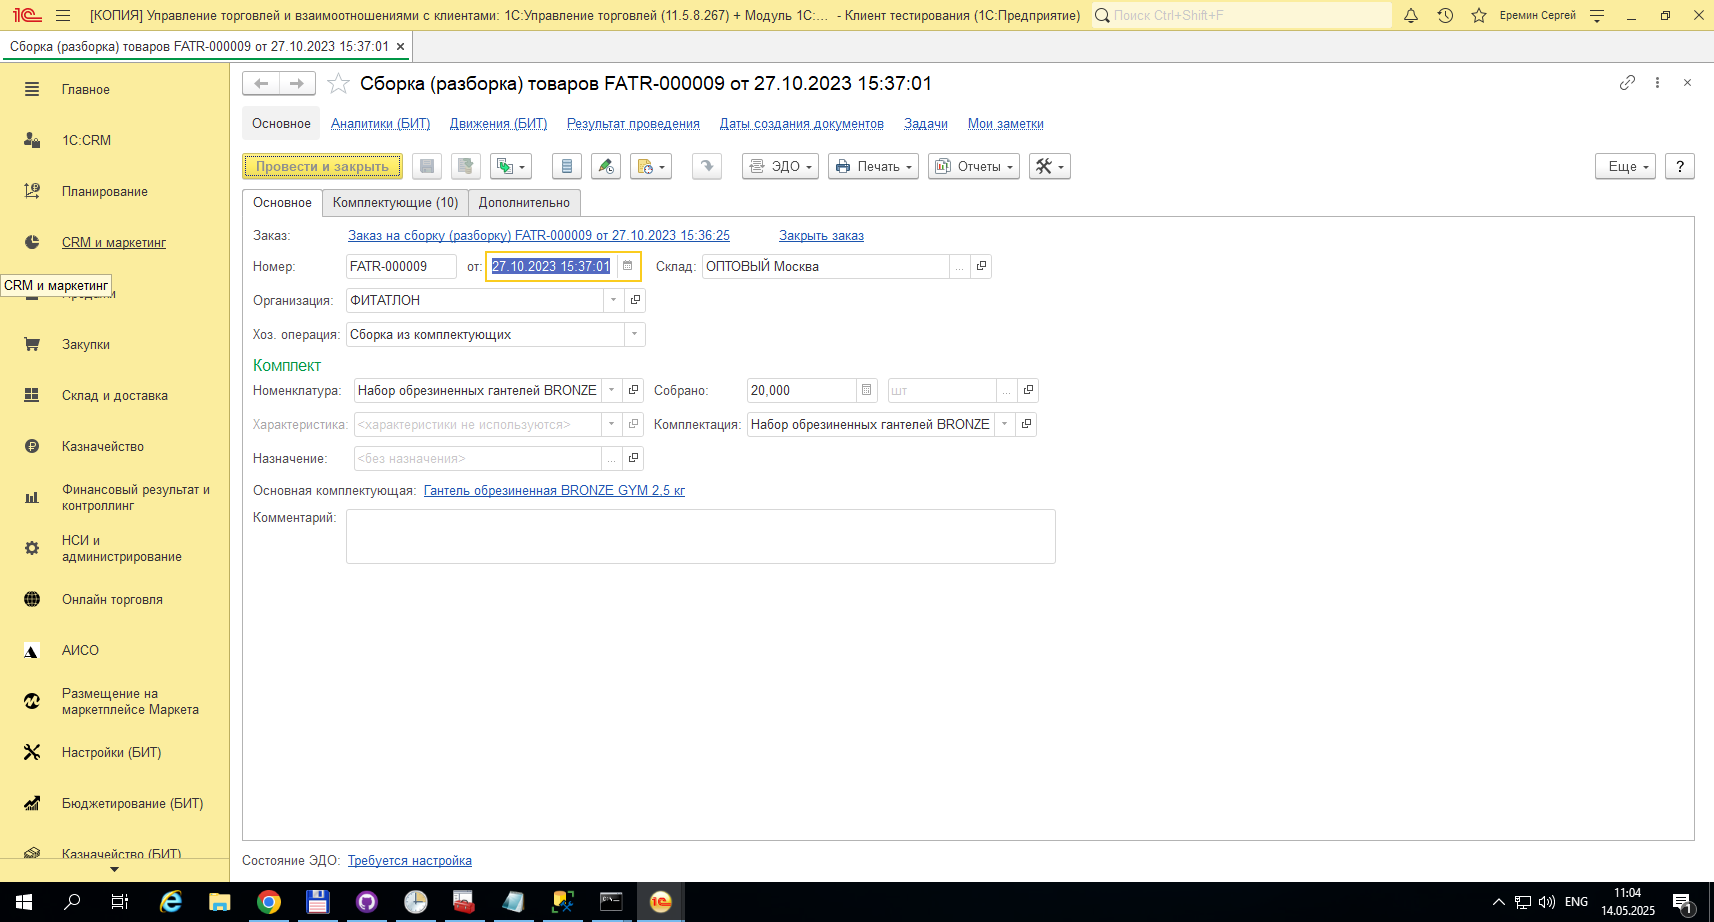 [КОПИЯ] Управление торговлей и взаимоотношениями с клиентами: 1С:Управление торговлей (11.5.8.267) + Модуль 1С:... - Клиент тестирования (1С:Предприятие)
Поиск Ctrl+Shift+F
Еремин Сергей
Сборка (разборка) товаров FATR-000009 от 27.10.2023 15:37:01
Главное
1С:CRM
Планирование
CRM и маркетинг
CRM и маркетинг
Закупки
Склад и доставка
Казначейство
Финансовый результат и
контроллинг
НСИ и
администрирование
Онлайн торговля
АИСО
Размещение на
маркетплейсе Маркета
Настройки (БИТ)
Бюджетирование (БИТ)
Казначейство (БИТ)
Сборка (разборка) товаров FATR-000009 от 27.10.2023 15:37:01
Основное Аналитики (БИТ) Движения (БИТ) Результат проведения Даты создания документов Задачи Мои заметки
Провести и закрыть ЭДО Печать Отчеты Еще ?
Основное Комплектующие (10) Дополнительно
Заказ: Заказ на сборку (разборку) FATR-000009 от 27.10.2023 15:36:25 Закрыть заказ
Номер: FATR-000009 от: 27.10.2023 15:37:01 Склад: ОПТОВЫЙ Москва
Организация: ФИТАТЛОН
Хоз. операция: Сборка из комплектующих
Комплект
Номенклатура: Набор обрезиненных гантелей BRONZE Собрано: 20,000 шт
Характеристика: <характеристики не используются> Комплектация: Набор обрезиненных гантелей BRONZE
Назначение: <без назначения>
Основная комплектующая: Гантель обрезиненная BRONZE GYM 2,5 кг
Комментарий:
Состояние ЭДО: Требуется настройка
ENG
11:04
14.05.2025
1